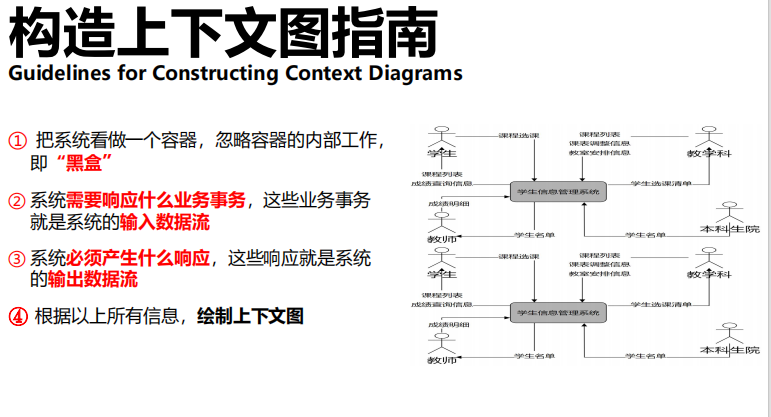 构造上下文图指南
Guidelines for Constructing Context Diagrams
① 把系统看做一个容器，忽略容器的内部工作，
即“黑盒”
② 系统需要响应什么业务事务，这些业务事务
就是系统的输入数据流
③ 系统必须产生什么响应，这些响应就是系统
的输出数据流
④ 根据以上所有信息，绘制上下文图
课程选课
课程列表
课表调整信息
教室安排信息
学生
教学科
课程列表
成绩查询信息
学生信息管理系统
学生选课清单
成绩明细
教师
学生名单
学生名单
本科生院
课程选课
课程列表
课表调整信息
教室安排信息
学生
教学科
课程列表
成绩查询信息
学生信息管理系统
学生选课清单
成绩明细
教师
学生名单
学生名单
本科生院